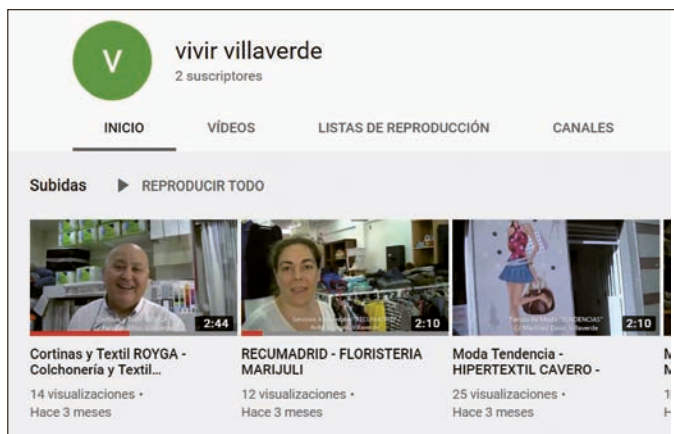 V
vivir villaverde
2 suscriptores
INICIO VÍDEOS LISTAS DE REPRODUCCIÓN CANALES
Subidas REPRODUCIR TODO
2:44 2:10 2:10
Cortinas y Textil ROYGA - RECUMADRID - FLORISTERIA Moda Tendencia - M
Colchonería y Textil... MARIJULI HIPERTEXTIL CAVERO -
14 visualizaciones • 12 visualizaciones • 25 visualizaciones • 1
Hace 3 meses Hace 3 meses Hace 3 meses H